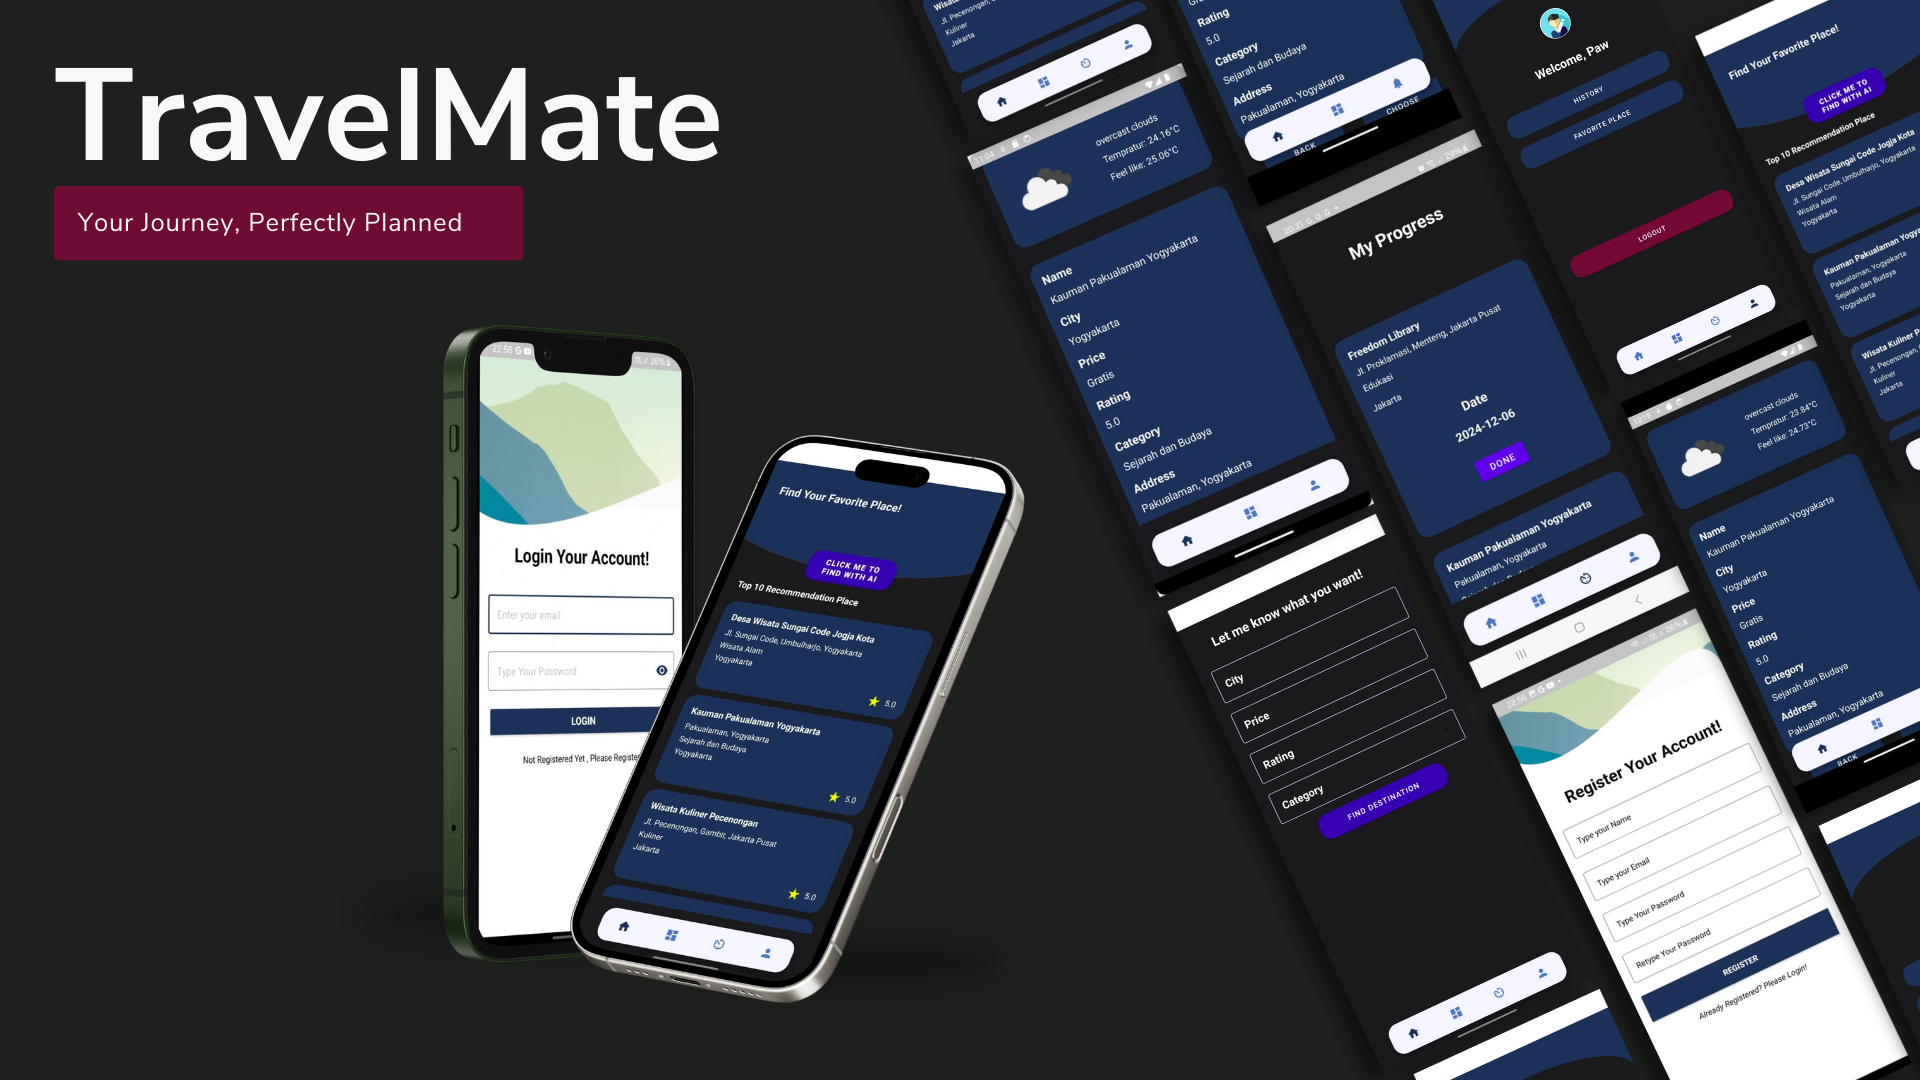 TravelMate
Your Journey, Perfectly Planned
22.56
26%
Login Your Account!
Enter your email
Type Your Password
LOGIN
Not Registered Yet , Please Register
Find Your Favorite Place!
CLICK ME TO
FIND WITH AI
Top 10 Recommendation Place
Desa Wisata Sungai Code Jogja Kota
Jl. Sungai Code, Umbulharjo, Yogyakarta
Wisata Alam
Yogyakarta
5.0
Kauman Pakualaman Yogyakarta
Pakualaman, Yogyakarta
Sejarah dan Budaya
Yogyakarta
5.0
Wisata Kuliner Pecenongan
Jl. Pecenongan, Gambir, Jakarta Pusat
Kuliner
Jakarta
5.0
Kuliner
Jakarta
11:04
overcast clouds
Tempratur: 24.16°C
Feel like: 25.06°C
Name
Kauman Pakualaman Yogyakarta
City
Yogyakarta
Price
Gratis
Rating
5.0
Category
Sejarah dan Budaya
Address
Pakualaman, Yogyakarta
Let me know what you want!
City
Price
Rating
Category
FIND DESTINATION
Rating
5.0
Category
Sejarah dan Budaya
Address
Pakualaman, Yogyakarta
BACK
CHOOSE
20.31
29%
My Progress
Freedom Library
Jl. Proklamasi, Menteng, Jakarta Pusat
Edukasi
Jakarta
Date
2024-12-06
DONE
Kauman Pakualaman Yogyakarta
Pakualaman, Yogyakarta
22.56
26%
Register Your Account!
Type your Name
Type your Email
Type Your Password
Retype Your Password
REGISTER
Already Registered? Please Login!
Welcome, Paw
HISTORY
FAVORITE PLACE
LOGOUT
overcast clouds
Tempratur: 23.84°C
Feel like: 24.73°C
Name
Kauman Pakualaman Yogyakarta
City
Yogyakarta
Price
Gratis
Rating
5.0
Category
Sejarah dan Budaya
Address
Pakualaman, Yogyakarta
BACK
Find Your Favorite Place!
CLICK ME TO
FIND WITH AI
Top 10 Recommendation Place
Desa Wisata Sungai Code Jogja Kota
Jl. Sungai Code, Umbulharjo, Yogyakarta
Wisata Alam
Yogyakarta
Kauman Pakualaman
Pakualaman, Yogyakarta
Sejarah dan Budaya
Yogyakarta
Wisata Kuliner
Jl. Pecenongan,
Kuliner
Jakarta